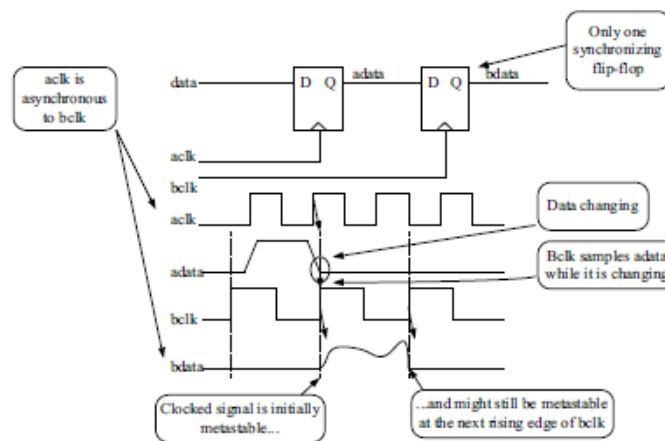 Only one
synchronizing
flip-flop
aclk is
asynchronous
to bclk
data
D Q
adata
D Q
bdata
aclk
bclk
aclk
Data changing
adata
Bclk samples adata
while it is changing
bclk
bdata
Clocked signal is initially
metastable...
...and might still be metastable
at the next rising edge of bclk